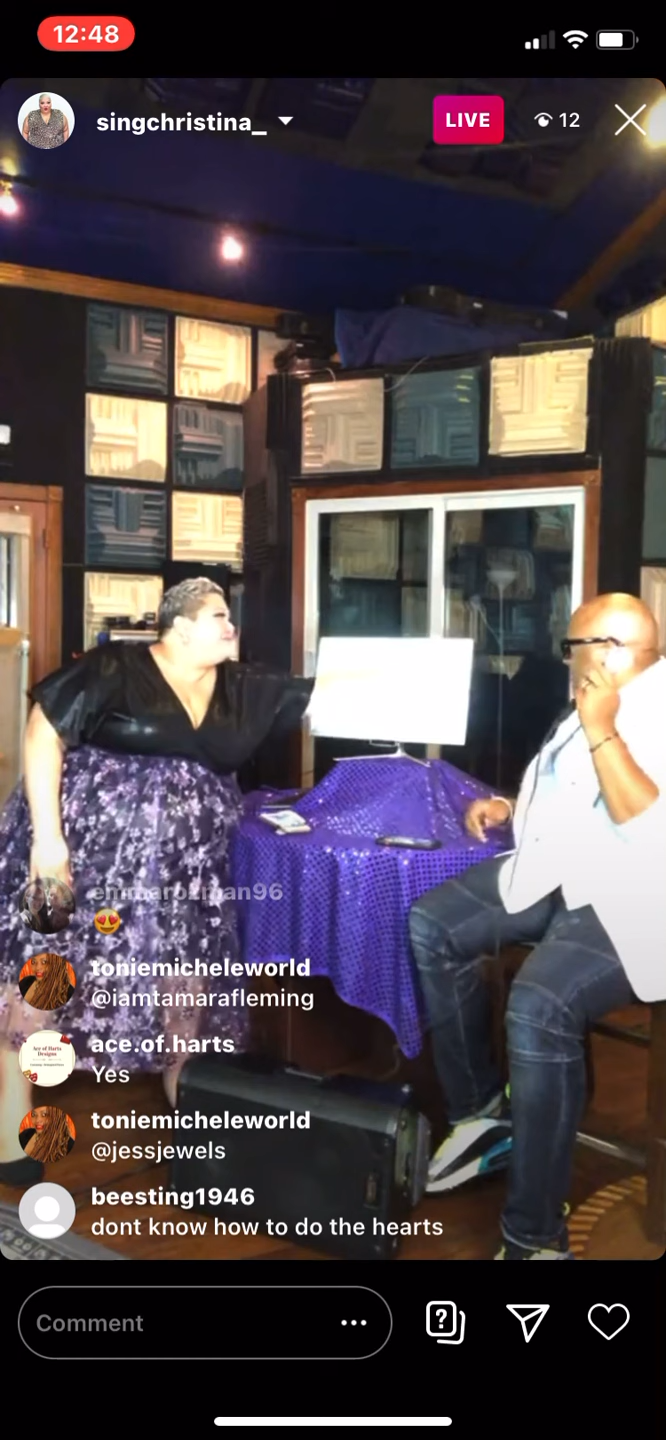 12:48
singchristina_
LIVE
12
emmarozman96
😍
toniemicheleworld
@iamtamarafleming
ace.of.harts
Yes
toniemicheleworld
@jessjewels
beesting1946
dont know how to do the hearts
Comment